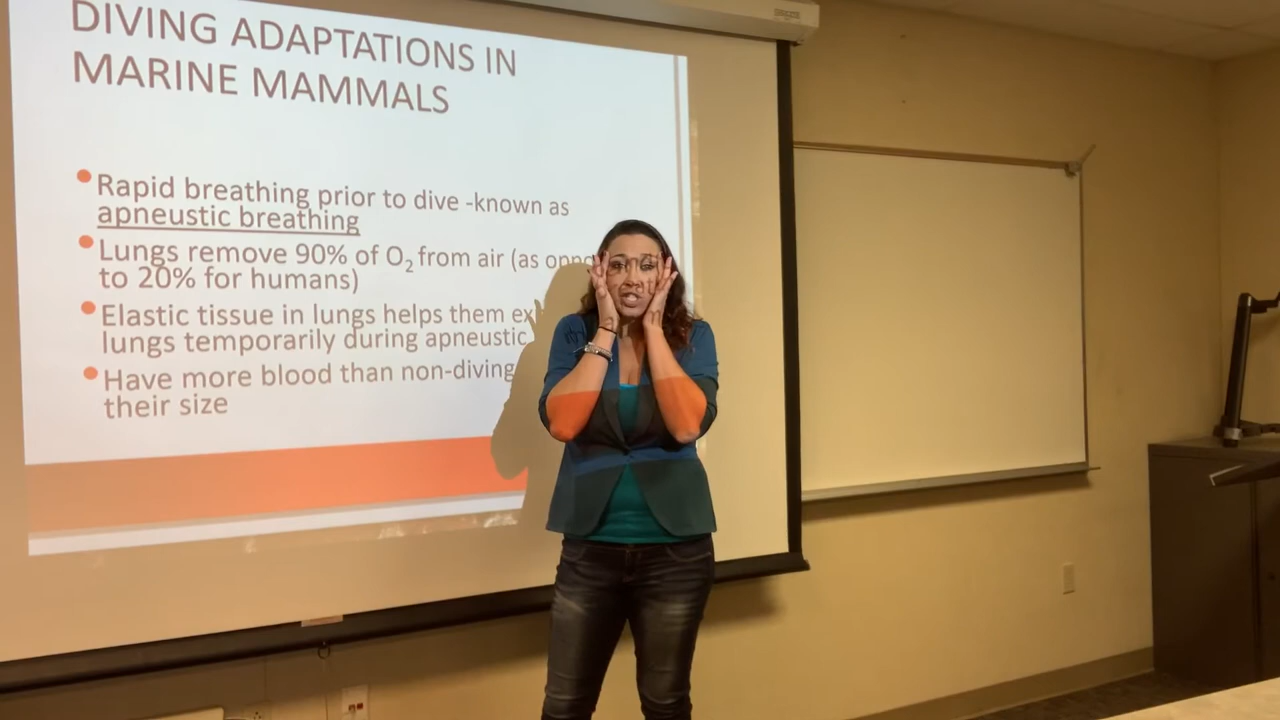 DIVING ADAPTATIONS IN
MARINE MAMMALS
Rapid breathing prior to dive -known as
apneustic breathing
Lungs remove 90% of O₂ from air (as
to 20% for humans)
Elastic tissue in lungs helps them
lungs temporarily during apneustic
Have more blood than non-diving
their size